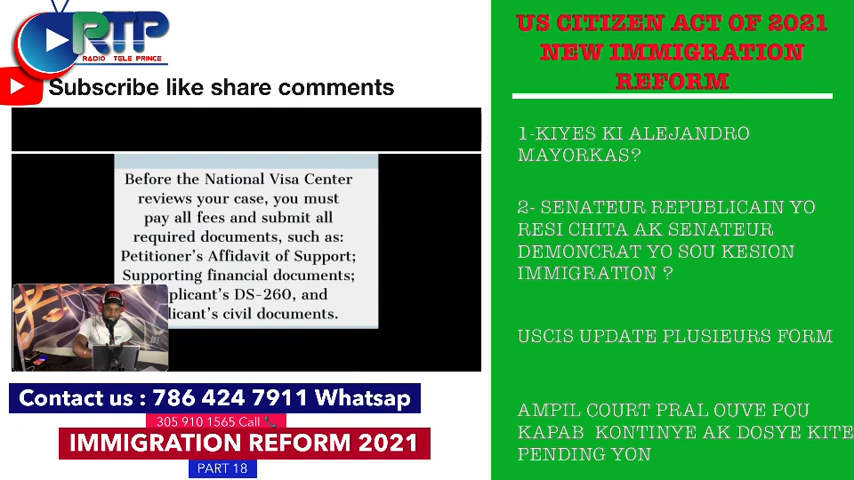 RTP
RADIO TELE PRINCE
Subscribe like share comments
Before the National Visa Center
reviews your case, you must
pay all fees and submit all
required documents, such as:
Petitioner's Affidavit of Support;
Supporting financial documents;
plicant's DS-260, and
licant's civil documents.
Contact us : 786 424 7911 Whatsap
305 910 1565 Call
IMMIGRATION REFORM 2021
PART 18
US CITIZEN ACT OF 2021
NEW IMMIGRATION
REFORM
1-KIYES KI ALEJANDRO
MAYORKAS?
2- SENATEUR REPUBLICAIN YO
RESI CHITA AK SENATEUR
DEMONCRAT YO SOU KESION
IMMIGRATION ?
USCIS UPDATE PLUSIEURS FORM
AMPIL COURT PRAL OUVE POU
KAPAB KONTINYE AK DOSYE KITE
PENDING YON